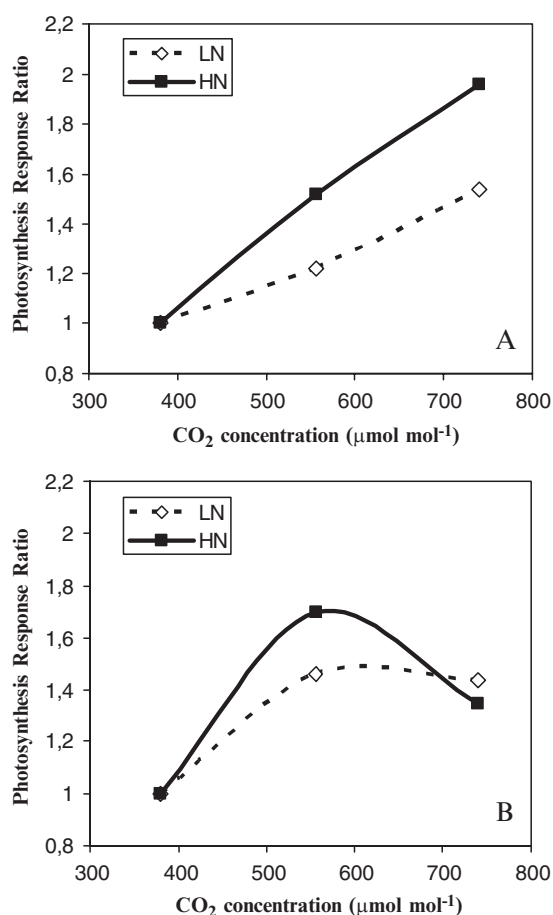 2,2
2
1,8
1,6
1,4
1,2
1
0,8
Photosynthesis Response Ratio
LN
HN
A
300 400 500 600 700 800
CO₂ concentration (μmol mol⁻¹)
2,2
2
1,8
1,6
1,4
1,2
1
0,8
Photosynthesis Response Ratio
LN
HN
B
300 400 500 600 700 800
CO₂ concentration (μmol mol⁻¹)